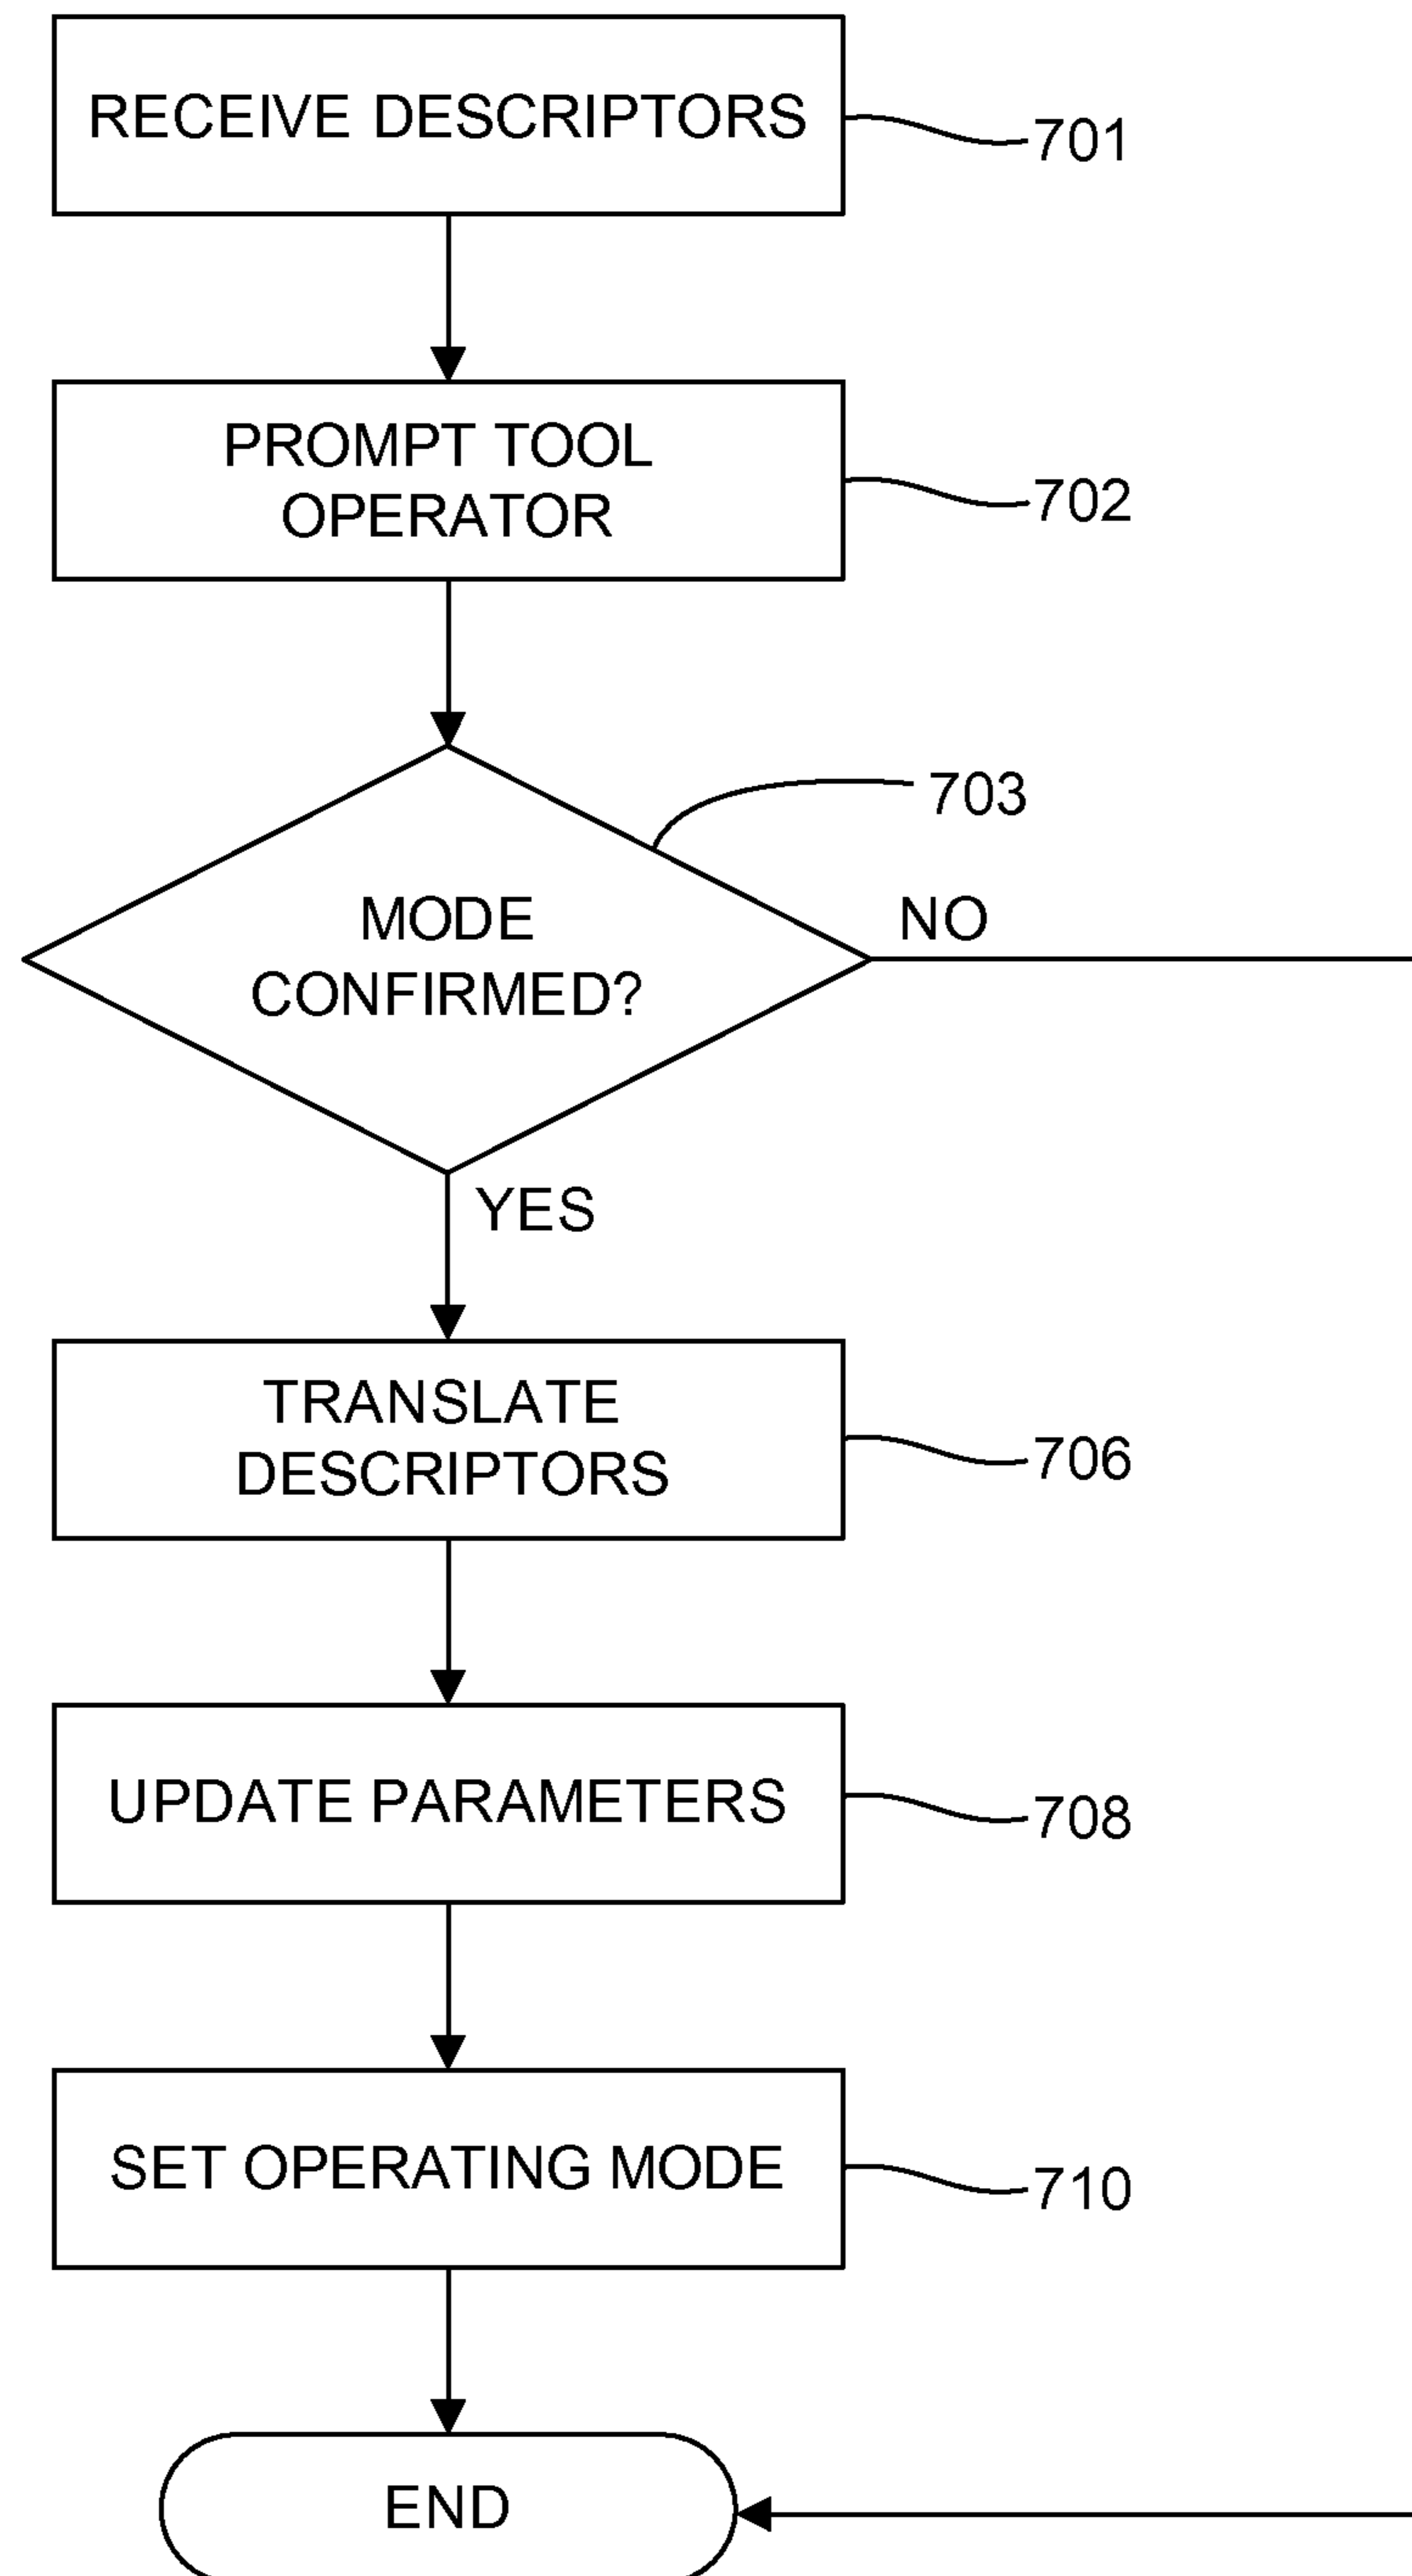 RECEIVE DESCRIPTORS
701
PROMPT TOOL
OPERATOR
702
703
MODE
CONFIRMED?
NO
YES
TRANSLATE
DESCRIPTORS
706
UPDATE PARAMETERS
708
SET OPERATING MODE
710
END